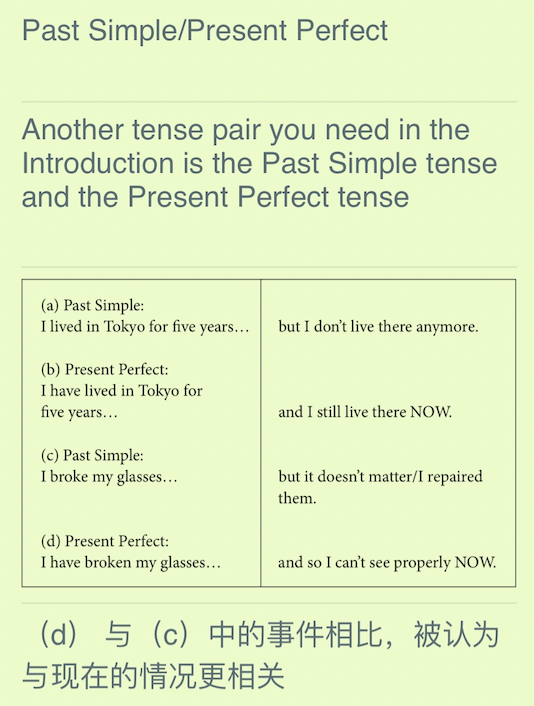 Past Simple/Present Perfect
Another tense pair you need in the
Introduction is the Past Simple tense
and the Present Perfect tense
(a) Past Simple:
I lived in Tokyo for five years… but I don’t live there anymore.
(b) Present Perfect:
I have lived in Tokyo for
five years… and I still live there NOW.
(c) Past Simple:
I broke my glasses… but it doesn’t matter/I repaired
them.
(d) Present Perfect:
I have broken my glasses… and so I can’t see properly NOW.
（d） 与（c）中的事件相比，被认为
与现在的情况更相关